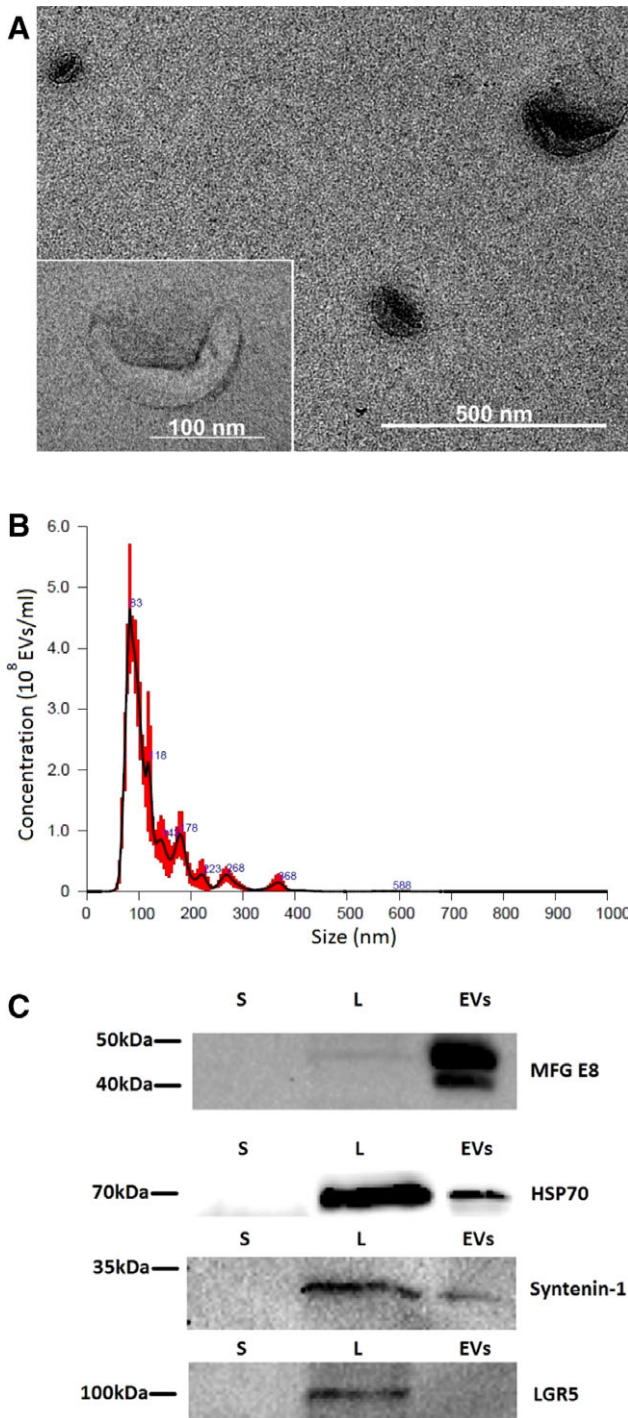 A
100 nm
500 nm
B
Concentration (10⁸ EVs/ml)
6.0
5.0
4.0
3.0
2.0
1.0
0
83
118
178
223
268
368
588
0 100 200 300 400 500 600 700 800 900 1000
Size (nm)
C
S L EVs
50kDa
40kDa
MFG E8
S L EVs
70kDa
HSP70
S L EVs
35kDa
Syntenin-1
S L EVs
100kDa
LGR5